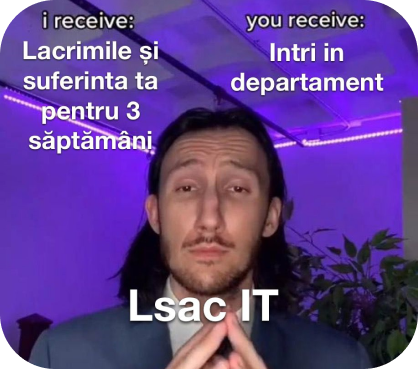 i receive:
you receive:
Lacrimile și
suferinta ta
pentru 3
săptămâni
Intri in
departament
Lsac IT